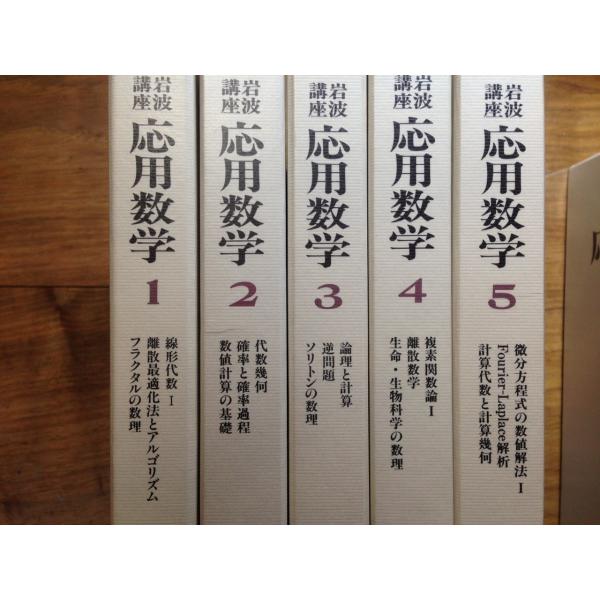 岩波
講座
応用数学
1
線形代数 I
離散最適化法とアルゴリズム
フラクタルの数理
岩波
講座
応用数学
2
代数幾何
確率と確率過程
数値計算の基礎
岩波
講座
応用数学
3
論理と計算
逆問題
ソリトンの数理
岩波
講座
応用数学
4
複素関数論 I
離散数学
生命・生物科学の数理
岩波
講座
応用数学
5
微分方程式の数値解法 I
Fourier-Laplace解析
計算代数と計算幾何
応